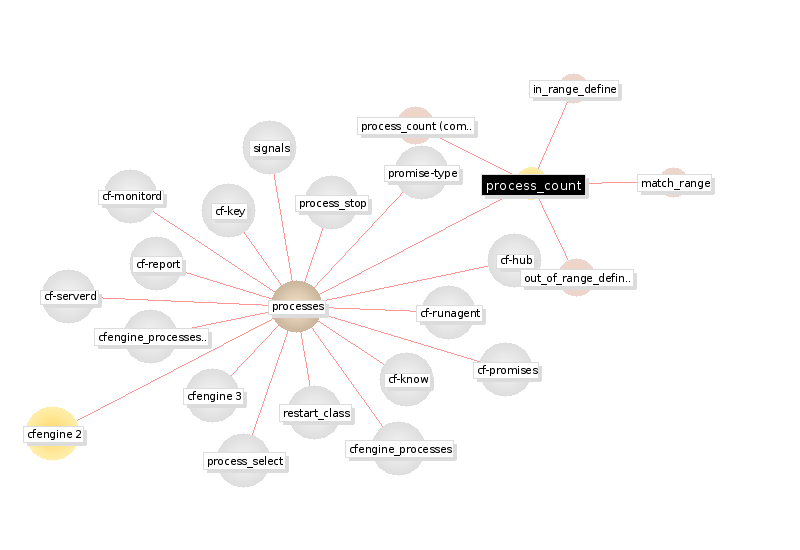 in_range_define
process_count (com..
signals
promise-type
process_count
match_range
cf-monitord
process_stop
cf-key
cf-hub
cf-report
out_of_range_defin..
cf-serverd
processes
cf-runagent
cfengine_processes..
cf-promises
cf-know
cfengine 3
restart_class
cfengine 2
cfengine_processes
process_select